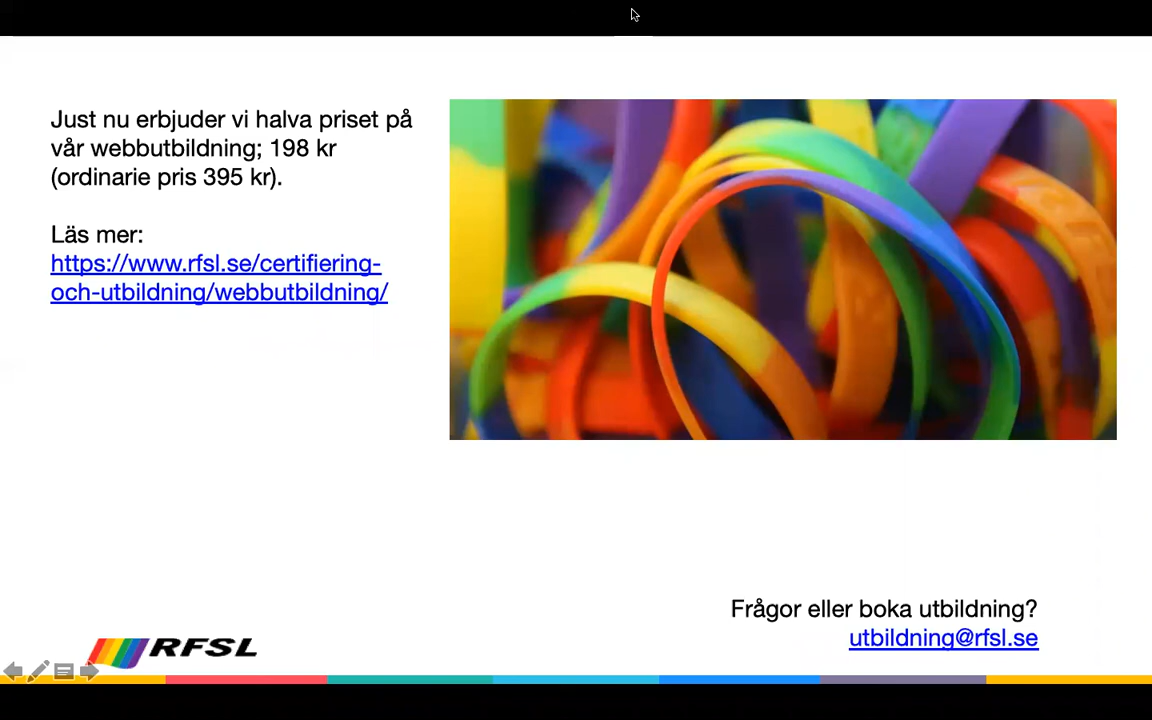 Just nu erbjuder vi halva priset på
vår webbutbildning; 198 kr
(ordinarie pris 395 kr).
Läs mer:
https://www.rfsl.se/certifiering-
och-utbildning/webbutbildning/
Frågor eller boka utbildning?
utbildning@rfsl.se
RFSL